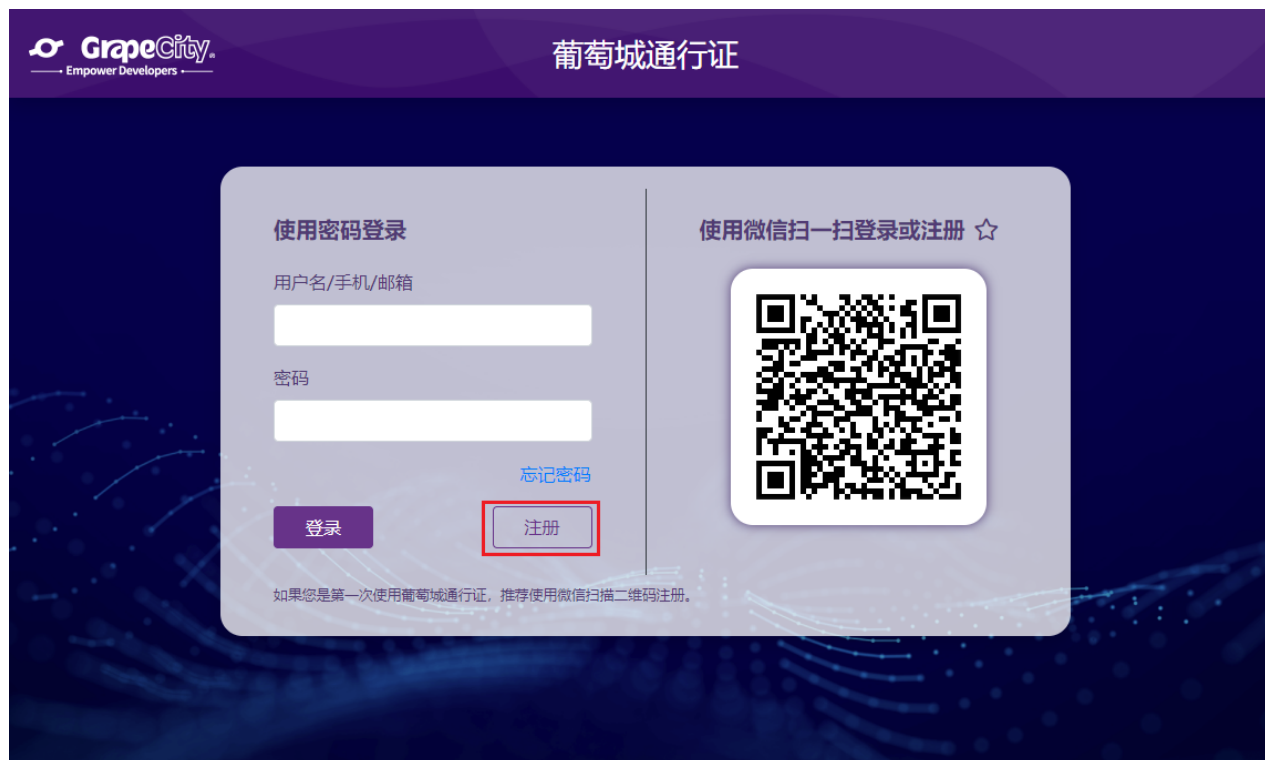 GrapeCity
Empower Developers
葡萄城通行证
使用密码登录
用户名/手机/邮箱
密码
忘记密码
登录
注册
如果您是第一次使用葡萄城通行证，推荐使用微信扫描二维码注册。
使用微信扫一扫登录或注册 ☆